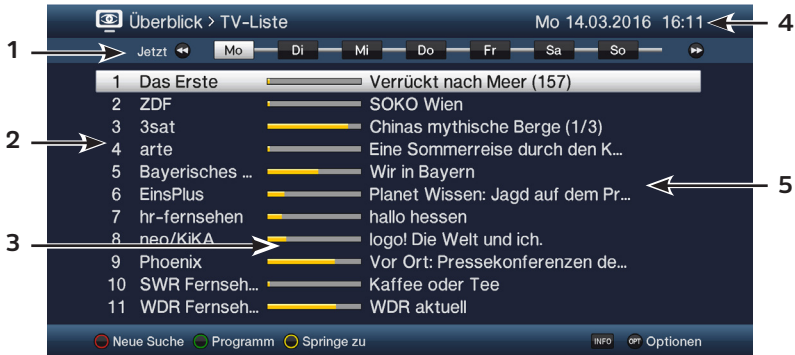 Überblick > TV-Liste Mo 14.03.2016 16:11 4
1 Jetzt Mo Di Mi Do Fr Sa So
1 Das Erste Verrückt nach Meer (157)
2 ZDF SOKO Wien
3 3sat Chinas mythische Berge (1/3)
2 4 arte Eine Sommerreise durch den K...
5 Bayerisches ... Wir in Bayern
6 EinsPlus Planet Wissen: Jagd auf dem Pr... 5
7 hr-fernsehen hallo hessen
3 8 neo/KiKA logo! Die Welt und ich.
9 Phoenix Vor Ort: Pressekonferenzen de...
10 SWR Fernseh... Kaffee oder Tee
11 WDR Fernseh... WDR aktuell
Neue Suche Programm Springe zu INFO OPT Optionen